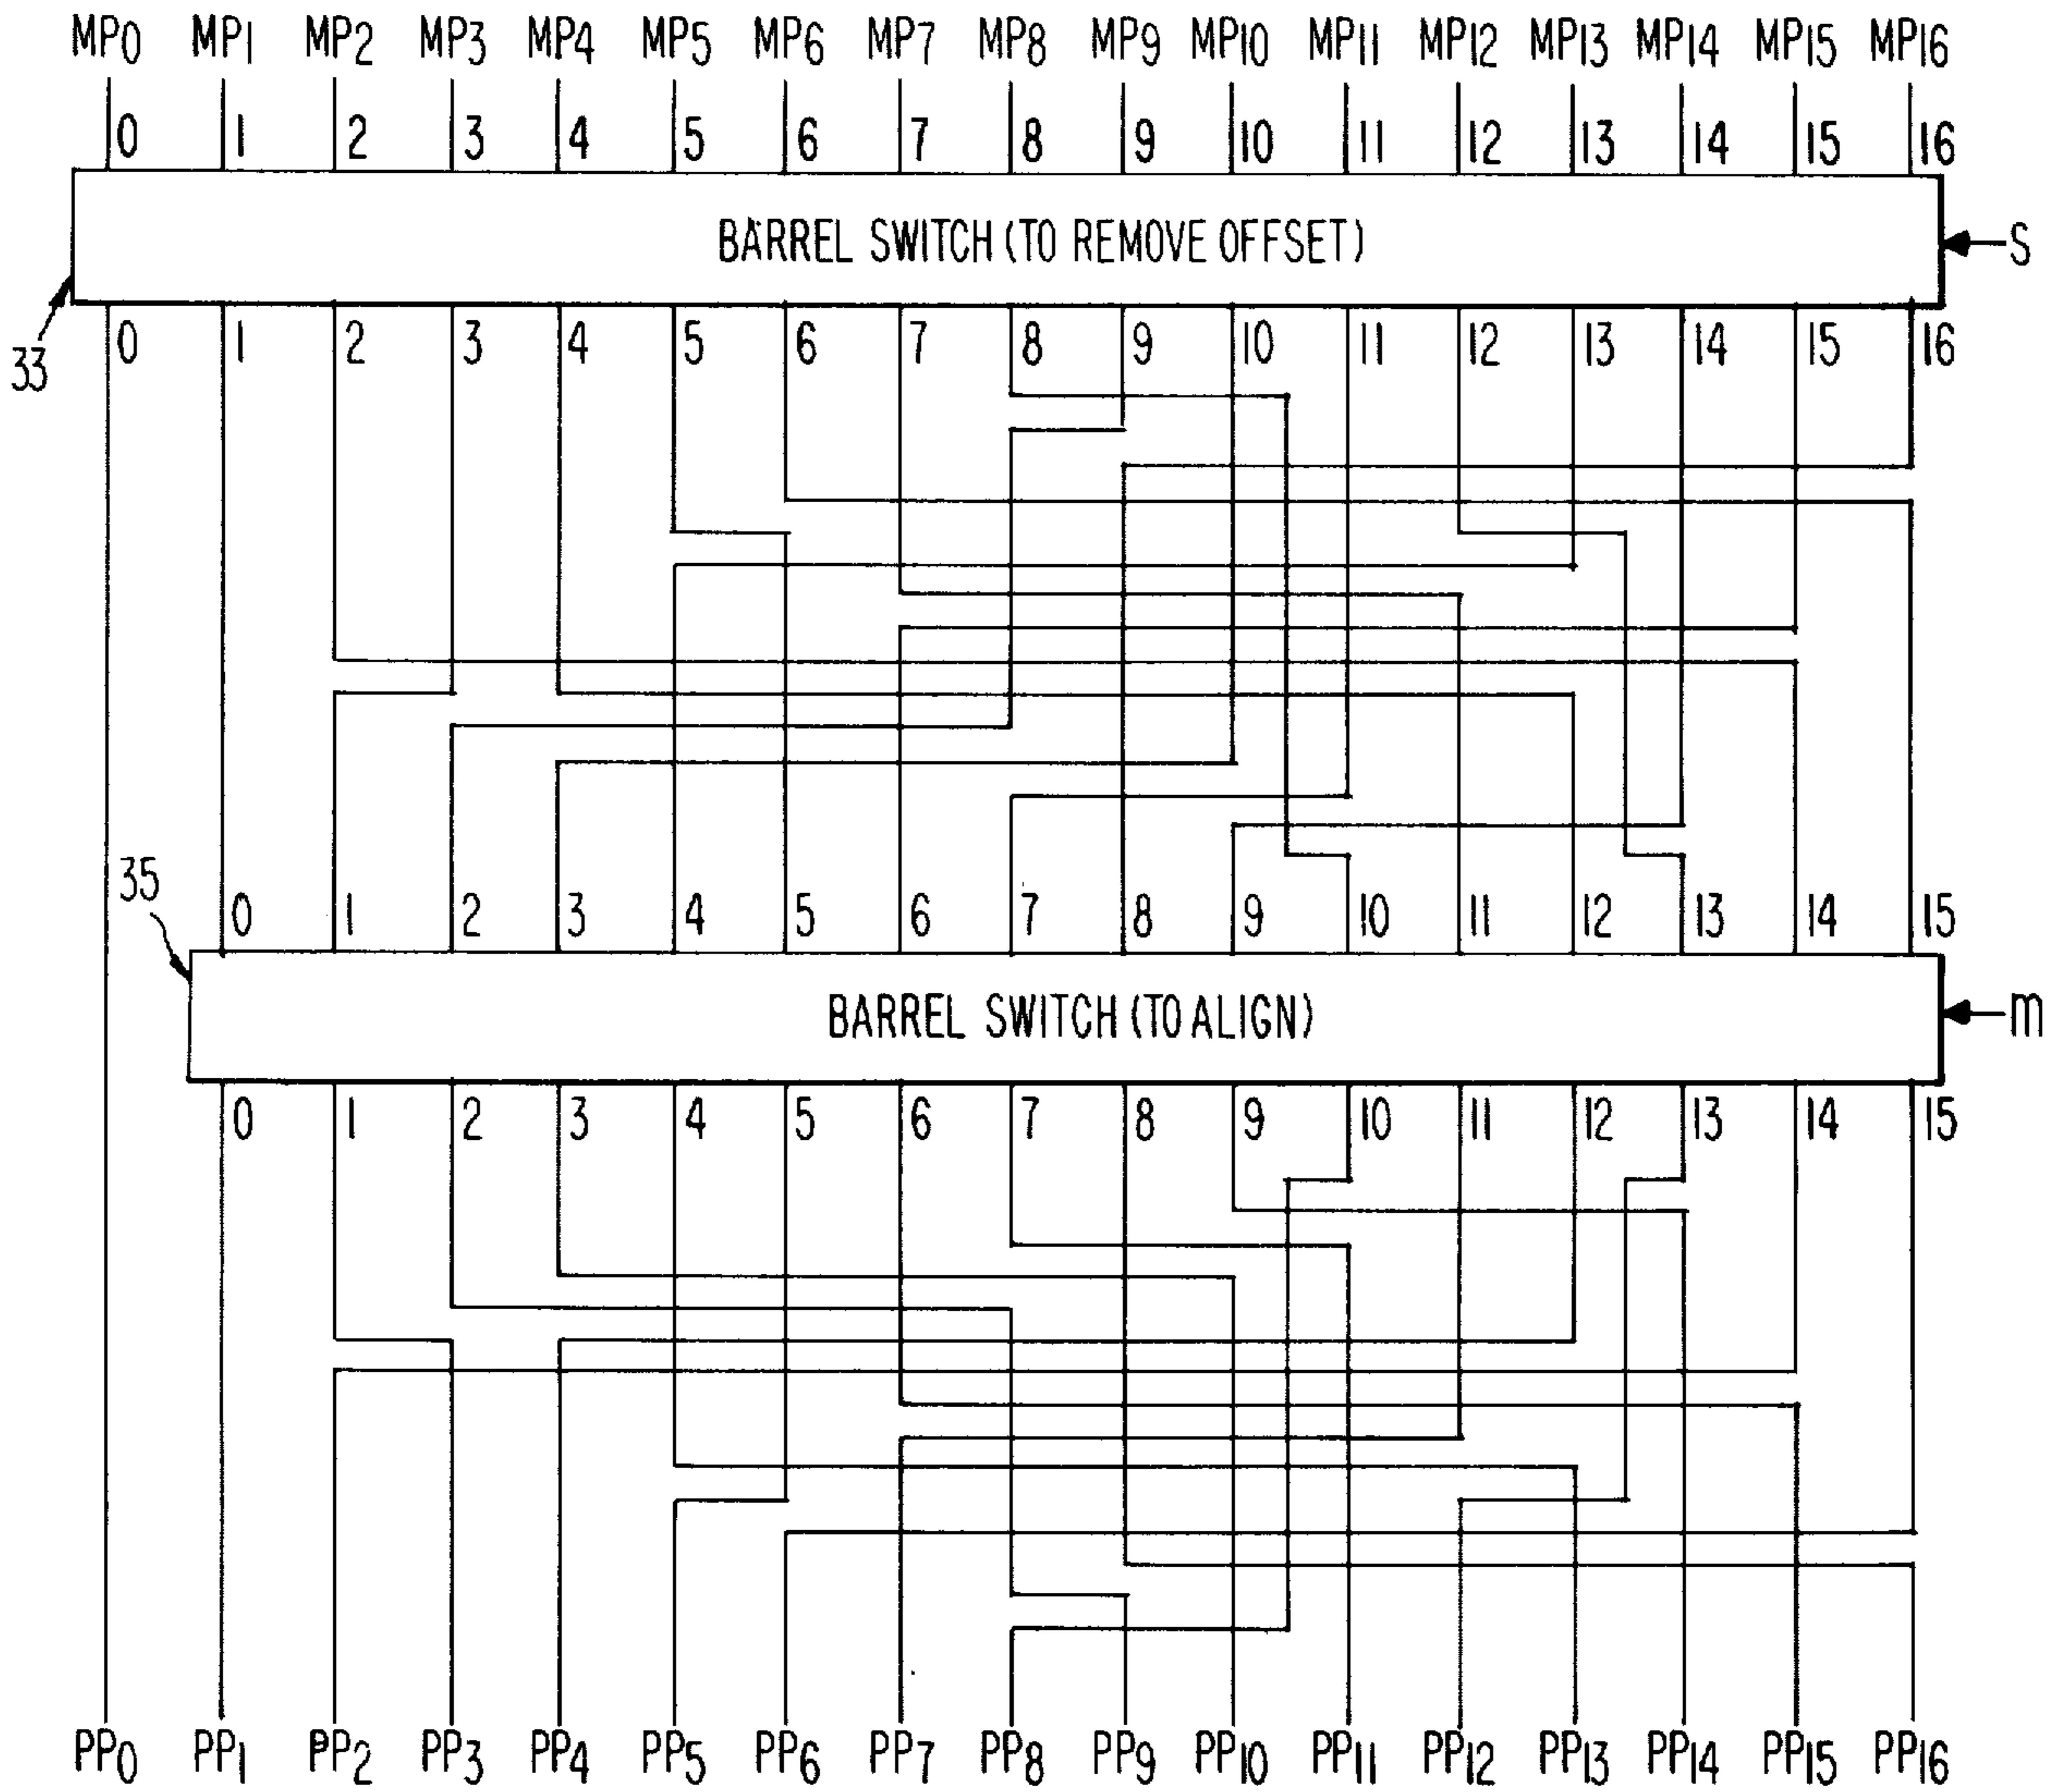 MP0 MP1 MP2 MP3 MP4 MP5 MP6 MP7 MP8 MP9 MP10 MP11 MP12 MP13 MP14 MP15 MP16
0 1 2 3 4 5 6 7 8 9 10 11 12 13 14 15 16
BARREL SWITCH (TO REMOVE OFFSET)
S
33
0 1 2 3 4 5 6 7 8 9 10 11 12 13 14 15 16
35
0 1 2 3 4 5 6 7 8 9 10 11 12 13 14 15
BARREL SWITCH (TO ALIGN)
m
0 1 2 3 4 5 6 7 8 9 10 11 12 13 14 15
PP0 PP1 PP2 PP3 PP4 PP5 PP6 PP7 PP8 PP9 PP10 PP11 PP12 PP13 PP14 PP15 PP16